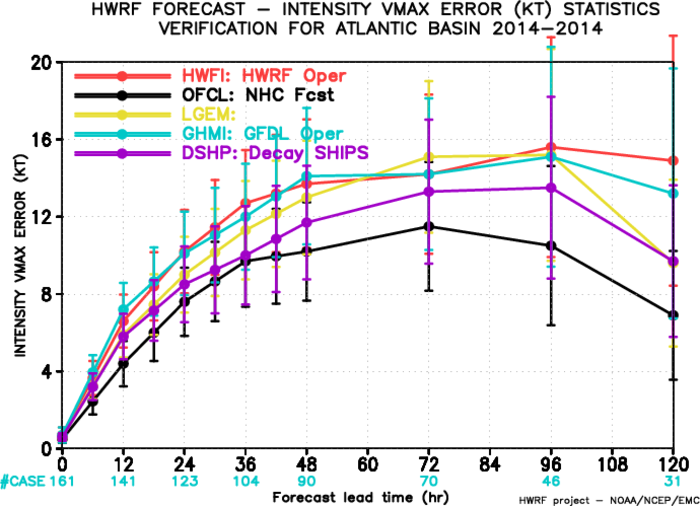 HWRF FORECAST – INTENSITY VMAX ERROR (KT) STATISTICS
VERIFICATION FOR ATLANTIC BASIN 2014–2014
20
HWFI: HWRF Oper
OFCL: NHC Fcst
LGEM:
GHMI: GFDL Oper
DSHP: Decay SHIPS
16
12
8
4
0
INTENSITY VMAX ERROR (KT)
0 12 24 36 48 60 72 84 96 108 120
#CASE 161 141 123 104 90 70 46 31
Forecast lead time (hr)
HWRF project – NOAA/NCEP/EMC